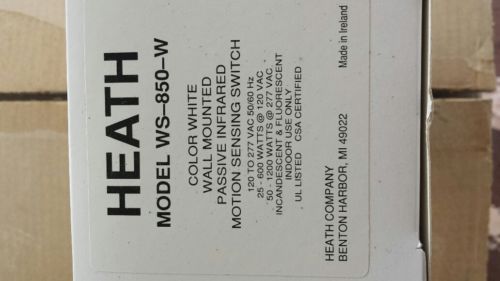 HEATH
MODEL WS-850-W
COLOR WHITE
WALL MOUNTED
PASSIVE INFRARED
MOTION SENSING SWITCH
120 TO 277 VAC 50/60 Hz
25 - 600 WATTS @ 120 VAC
50 - 1200 WATTS @ 277 VAC
INCANDESCENT & FLUORESCENT
INDOOR USE ONLY
UL LISTED CSA CERTIFIED
HEATH COMPANY
BENTON HARBOR, MI 49022
Made in Ireland